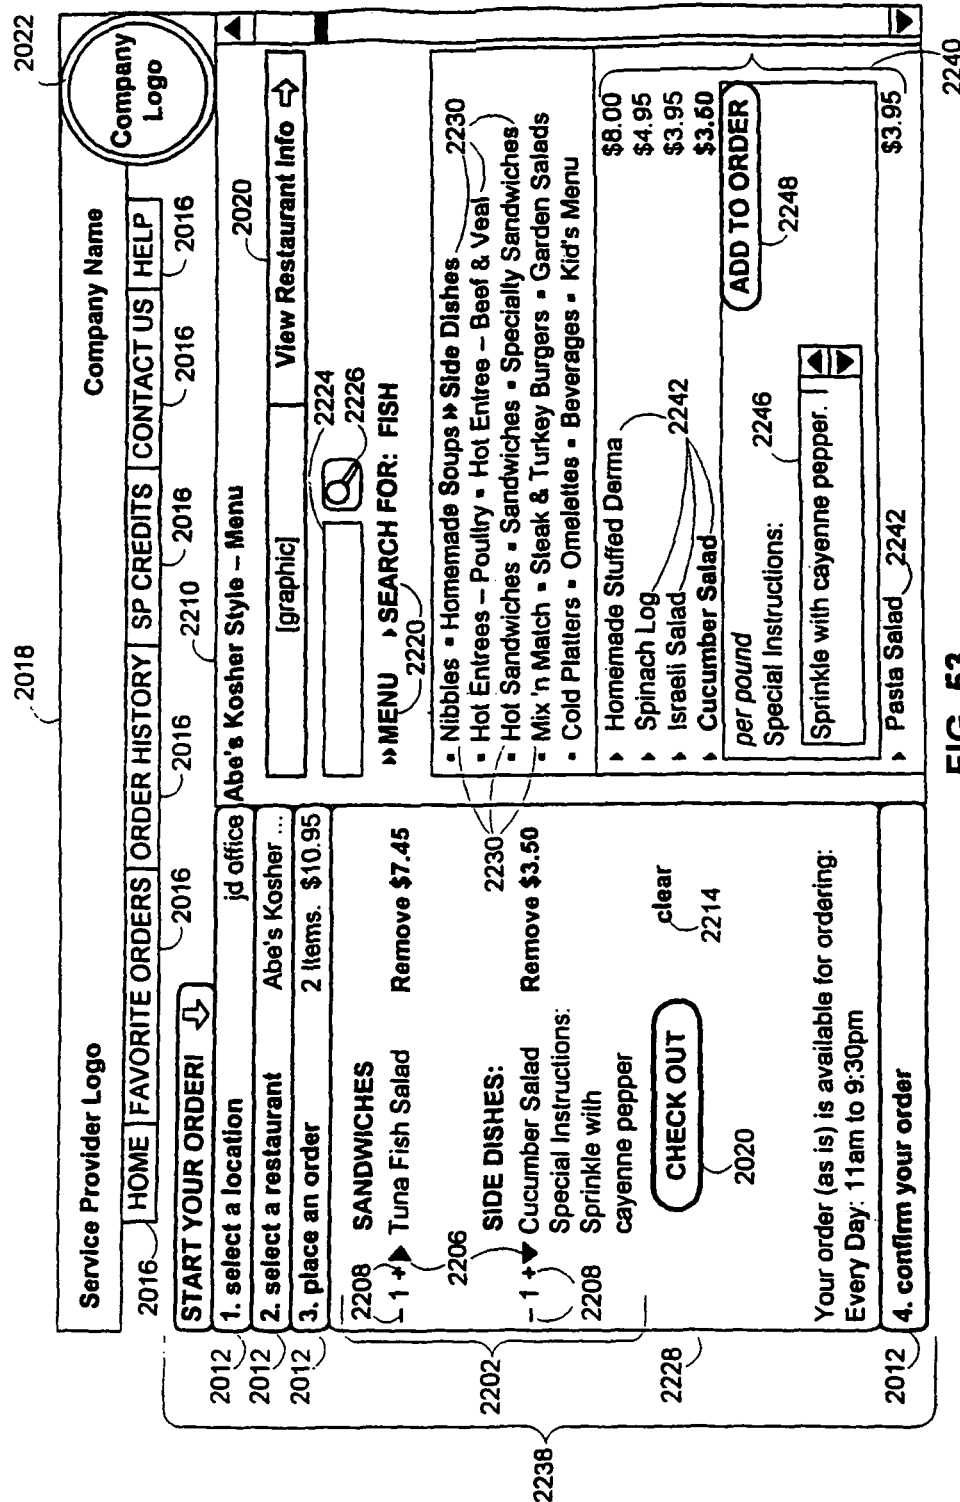 2018
2022
Service Provider Logo
Company Name
Company Logo
2016
HOME | FAVORITE ORDERS | ORDER HISTORY | SP CREDITS | CONTACT US | HELP
2016
2016
2016
2016
2016
START YOUR ORDER!
2210
2012
1. select a location jd office
2012
2. select a restaurant Abe's Kosher ...
2012
3. place an order 2 Items. $10.95
2208
SANDWICHES
– 1 + Tuna Fish Salad Remove $7.45
2206
SIDE DISHES:
– 1 + Cucumber Salad Remove $3.50
2208
Special Instructions:
Sprinkle with
cayenne pepper
2202
CHECK OUT
clear
2214
2020
2228
Your order (as is) is available for ordering:
Every Day: 11am to 9:30pm
2012
4. confirm your order
2238
Abe's Kosher Style – Menu
2020
[graphic]
View Restaurant Info
2224
2226
»MENU SEARCH FOR: FISH
2220
▪ Nibbles ▪ Homemade Soups » Side Dishes
2230
▪ Hot Entrees – Poultry ▪ Hot Entree – Beef & Veal
▪ Hot Sandwiches ▪ Sandwiches ▪ Specialty Sandwiches
▪ Mix 'n Match ▪ Steak & Turkey Burgers ▪ Garden Salads
▪ Cold Platters ▪ Omelettes ▪ Beverages ▪ Kid's Menu
2230
Homemade Stuffed Derma $8.00
Spinach Log $4.95
2242
Israeli Salad $3.95
Cucumber Salad $3.50
per pound
Special Instructions:
2246
ADD TO ORDER
2248
Sprinkle with cayenne pepper. |
Pasta Salad 2242 $3.95
2240
FIG. 53